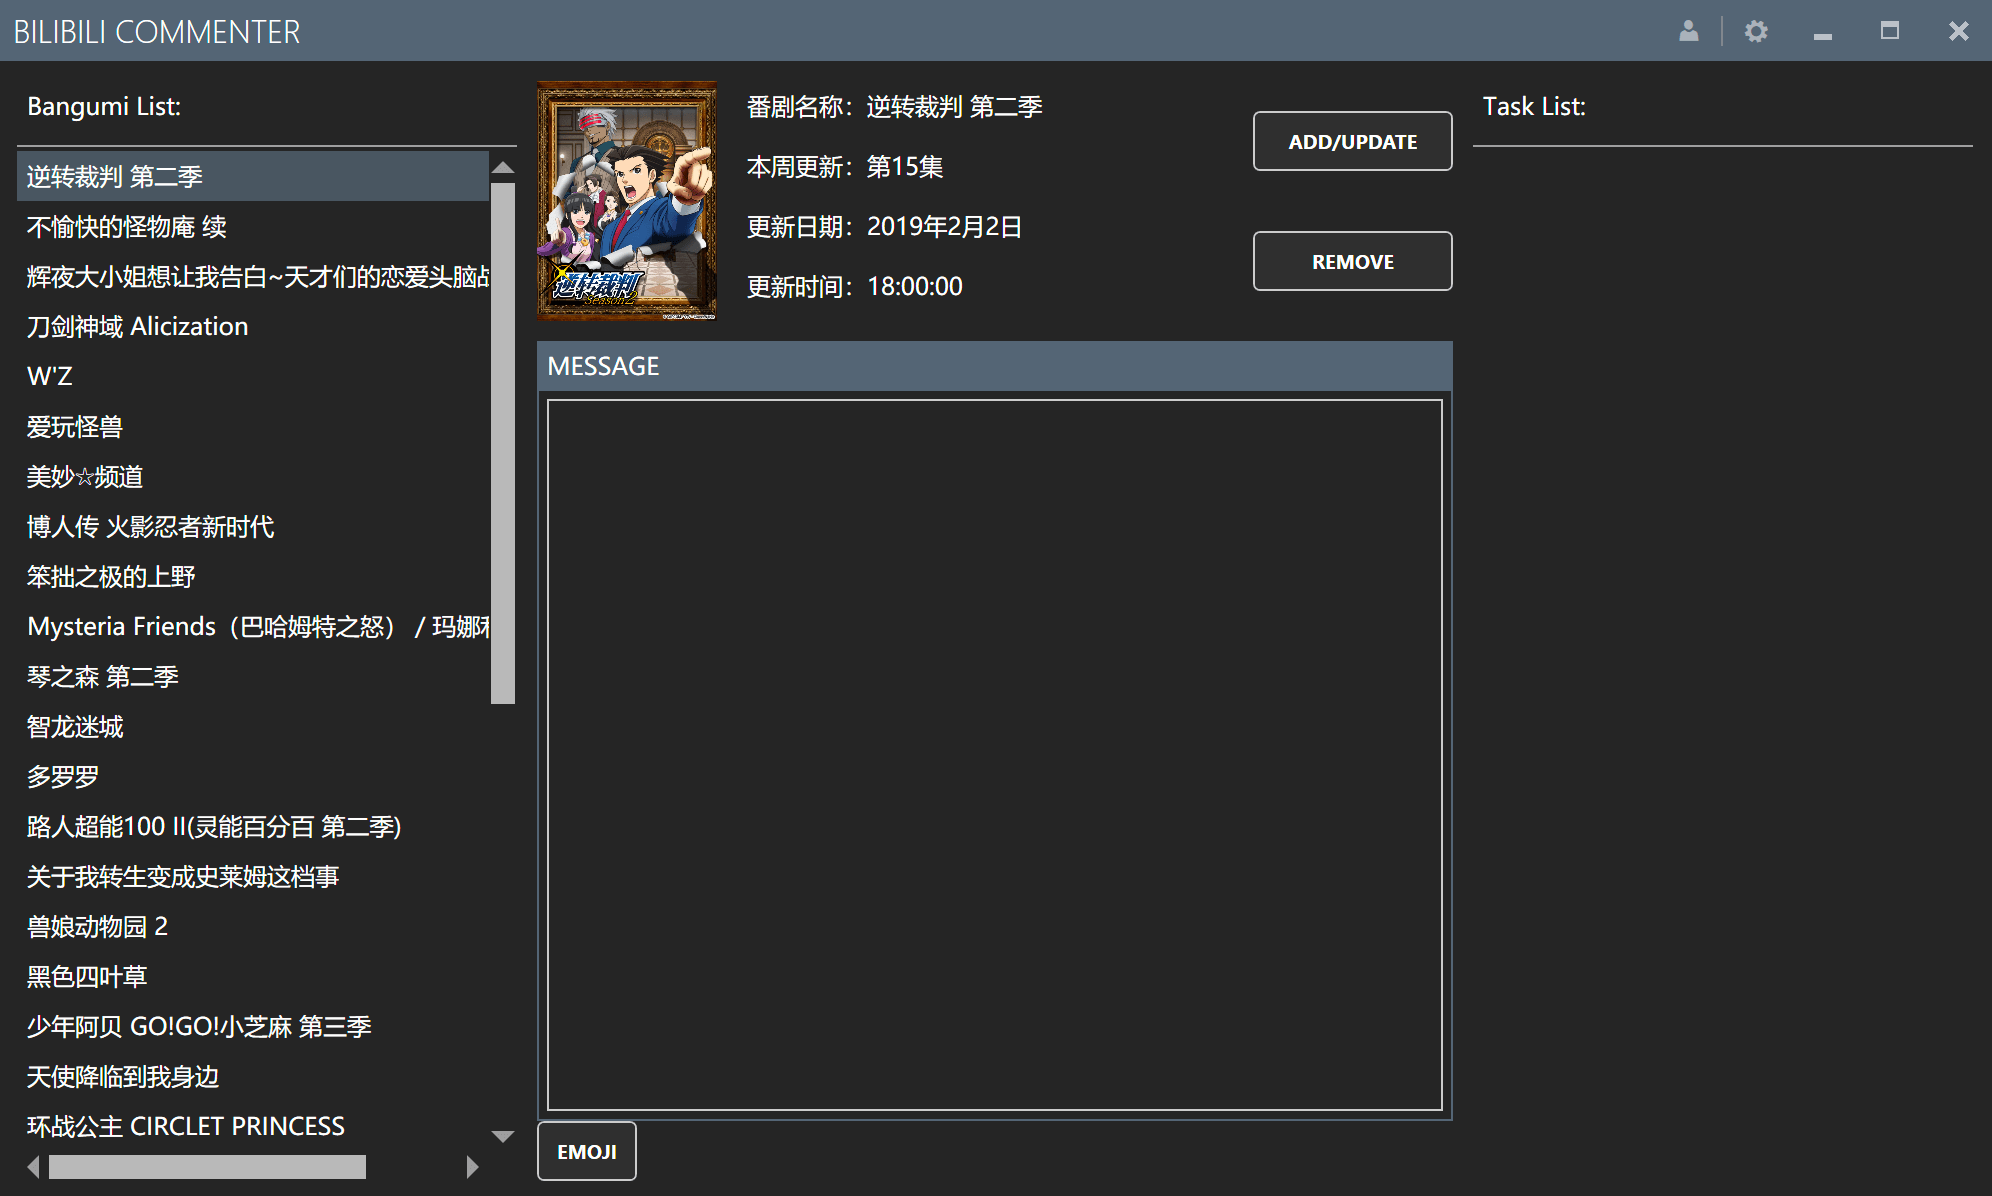 BILIBILI COMMENTER
Bangumi List:
逆转裁判 第二季
不愉快的怪物庵 续
辉夜大小姐想让我告白~天才们的恋爱头脑战
刀剑神域 Alicization
W'Z
爱玩怪兽
美妙☆频道
博人传 火影忍者新时代
笨拙之极的上野
Mysteria Friends（巴哈姆特之怒） / 玛娜利
琴之森 第二季
智龙迷城
多罗罗
路人超能100 II(灵能百分百 第二季)
关于我转生变成史莱姆这档事
兽娘动物园 2
黑色四叶草
少年阿贝 GO!GO!小芝麻 第三季
天使降临到我身边
环战公主 CIRCLET PRINCESS
逆转裁判
Season2
番剧名称：逆转裁判 第二季
本周更新：第15集
更新日期：2019年2月2日
更新时间：18:00:00
ADD/UPDATE
REMOVE
MESSAGE
EMOJI
Task List: